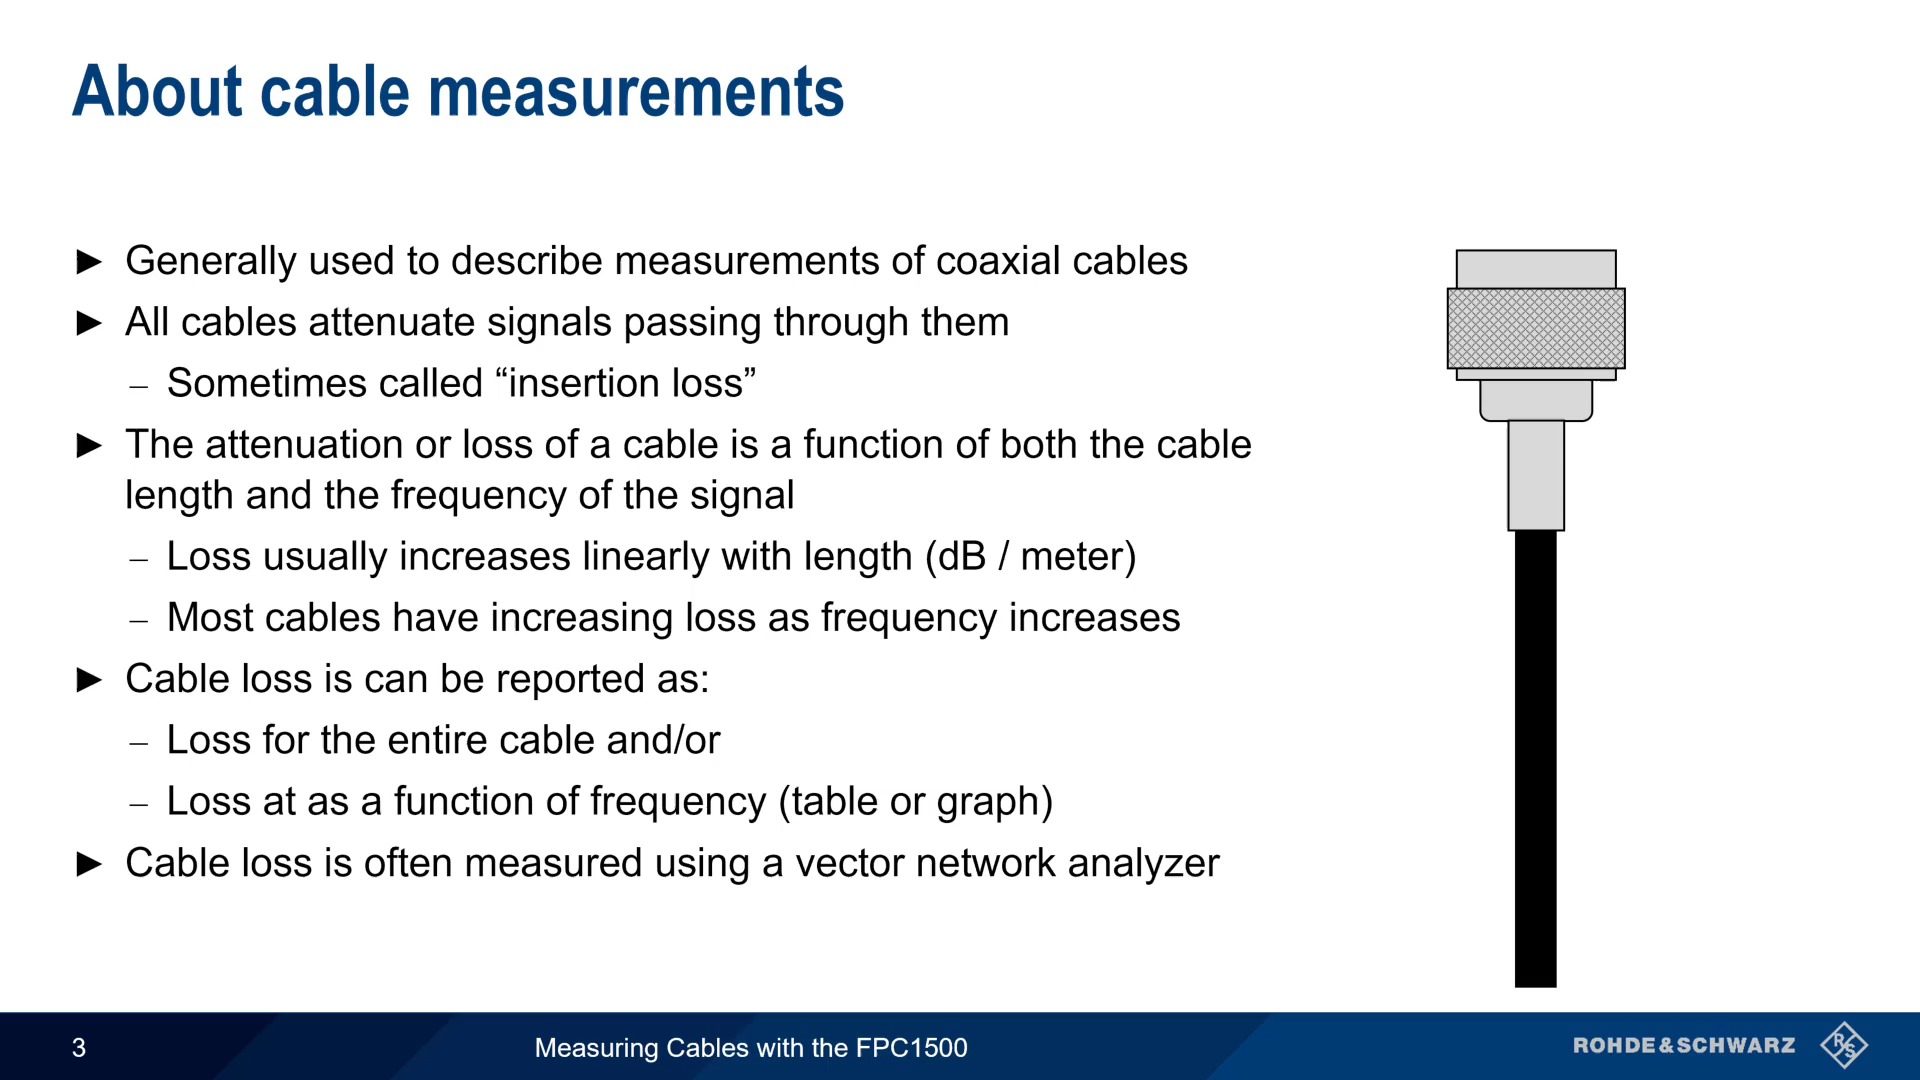 About cable measurements
► Generally used to describe measurements of coaxial cables
► All cables attenuate signals passing through them
– Sometimes called “insertion loss”
► The attenuation or loss of a cable is a function of both the cable
length and the frequency of the signal
– Loss usually increases linearly with length (dB / meter)
– Most cables have increasing loss as frequency increases
► Cable loss is can be reported as:
– Loss for the entire cable and/or
– Loss at as a function of frequency (table or graph)
► Cable loss is often measured using a vector network analyzer
3
Measuring Cables with the FPC1500
ROHDE&SCHWARZ
R&S